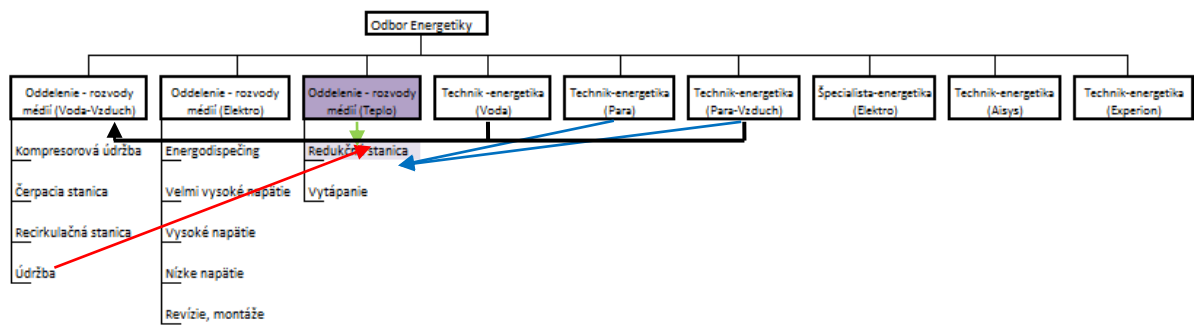 Odbor Energetiky
Oddelenie - rozvody
médií (Voda-Vzduch)
Oddelenie - rozvody
médií (Elektro)
Oddelenie - rozvody
médií (Teplo)
Technik -energetika
(Voda)
Technik-energetika
(Para)
Technik-energetika
(Para-Vzduch)
Špecialista-energetika
(Elektro)
Technik-energetika
(Aisys)
Technik-energetika
(Experion)
Kompresorová údržba
Čerpacia stanica
Recirkulačná stanica
Údržba
Energodispečing
Velmi vysoké napätie
Vysoké napätie
Nízke napätie
Revízie, montáže
Redukčná stanica
Vytápanie